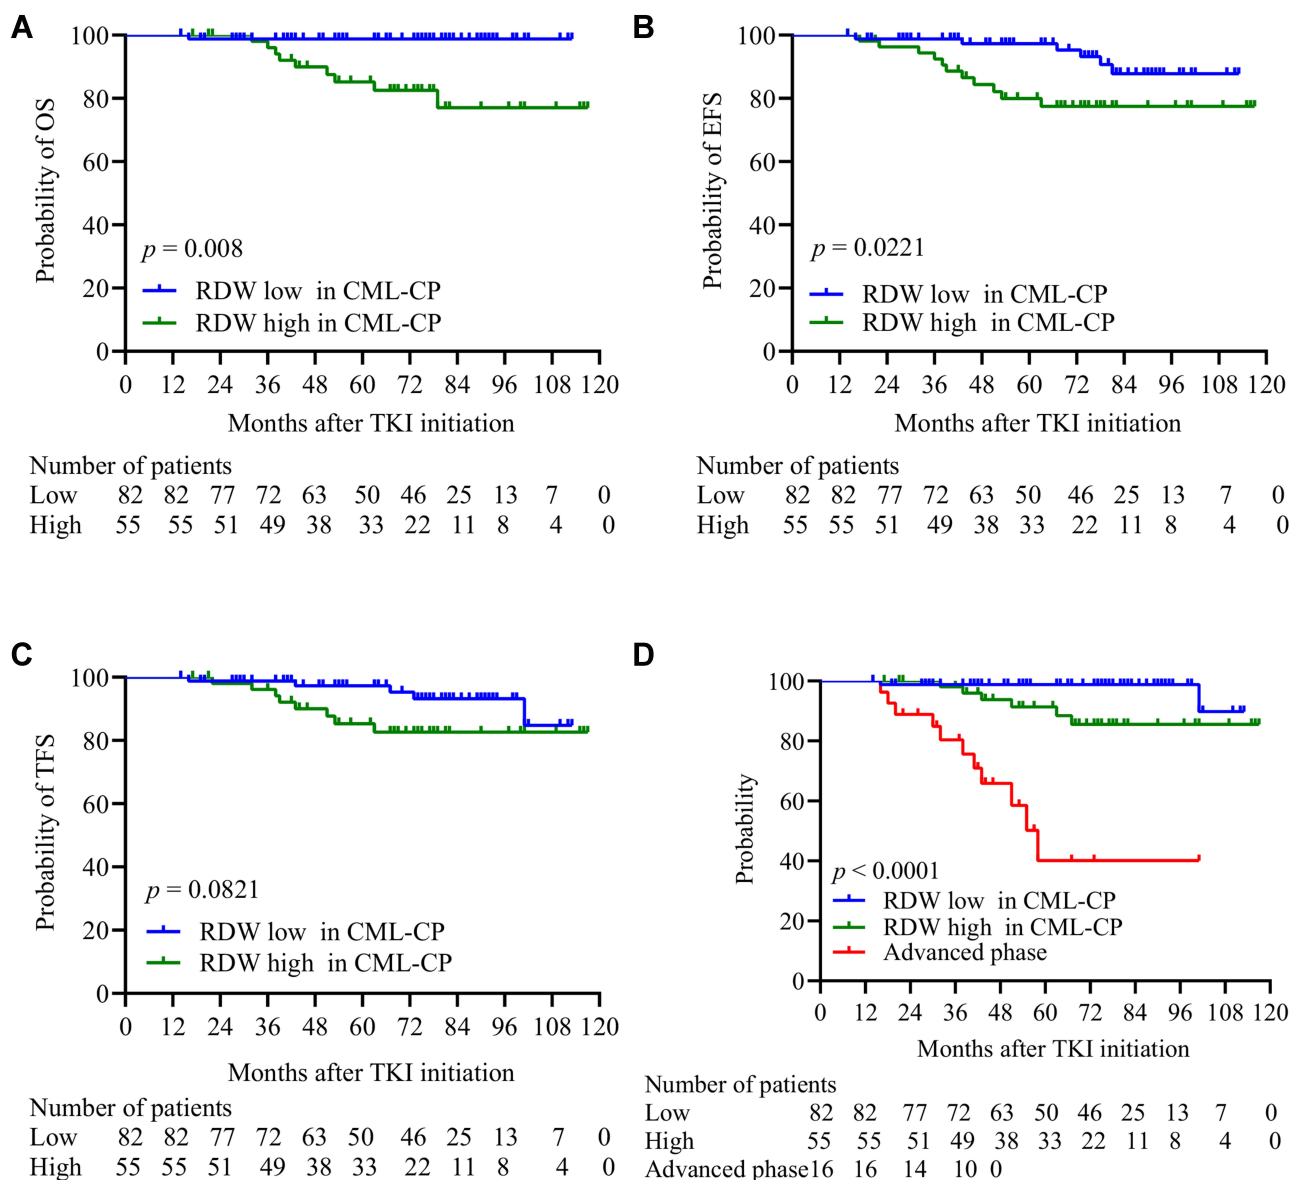 A
Probability of OS
100
80
60
40
20
0
p = 0.008
RDW low in CML-CP
RDW high in CML-CP
0 12 24 36 48 60 72 84 96 108 120
Months after TKI initiation
Number of patients
Low 82 82 77 72 63 50 46 25 13 7 0
High 55 55 51 49 38 33 22 11 8 4 0
B
Probability of EFS
100
80
60
40
20
0
p = 0.0221
RDW low in CML-CP
RDW high in CML-CP
0 12 24 36 48 60 72 84 96 108 120
Months after TKI initiation
Number of patients
Low 82 82 77 72 63 50 46 25 13 7 0
High 55 55 51 49 38 33 22 11 8 4 0
C
Probability of TFS
100
80
60
40
20
0
p = 0.0821
RDW low in CML-CP
RDW high in CML-CP
0 12 24 36 48 60 72 84 96 108 120
Months after TKI initiation
Number of patients
Low 82 82 77 72 63 50 46 25 13 7 0
High 55 55 51 49 38 33 22 11 8 4 0
D
Probability
100
80
60
40
20
0
p < 0.0001
RDW low in CML-CP
RDW high in CML-CP
Advanced phase
0 12 24 36 48 60 72 84 96 108 120
Months after TKI initiation
Number of patients
Low 82 82 77 72 63 50 46 25 13 7 0
High 55 55 51 49 38 33 22 11 8 4 0
Advanced phase16 16 14 10 0